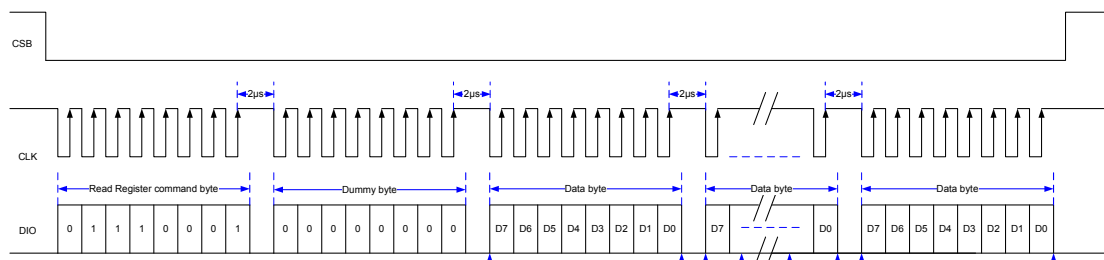 CSB
2µs 2µs 2µs 2µs
CLK
Read Register command byte Dummy byte Data byte Data byte Data byte
DIO 0 1 1 1 0 0 0 1 0 0 0 0 0 0 0 0 D7 D6 D5 D4 D3 D2 D1 D0 D7 D0 D7 D6 D5 D4 D3 D2 D1 D0